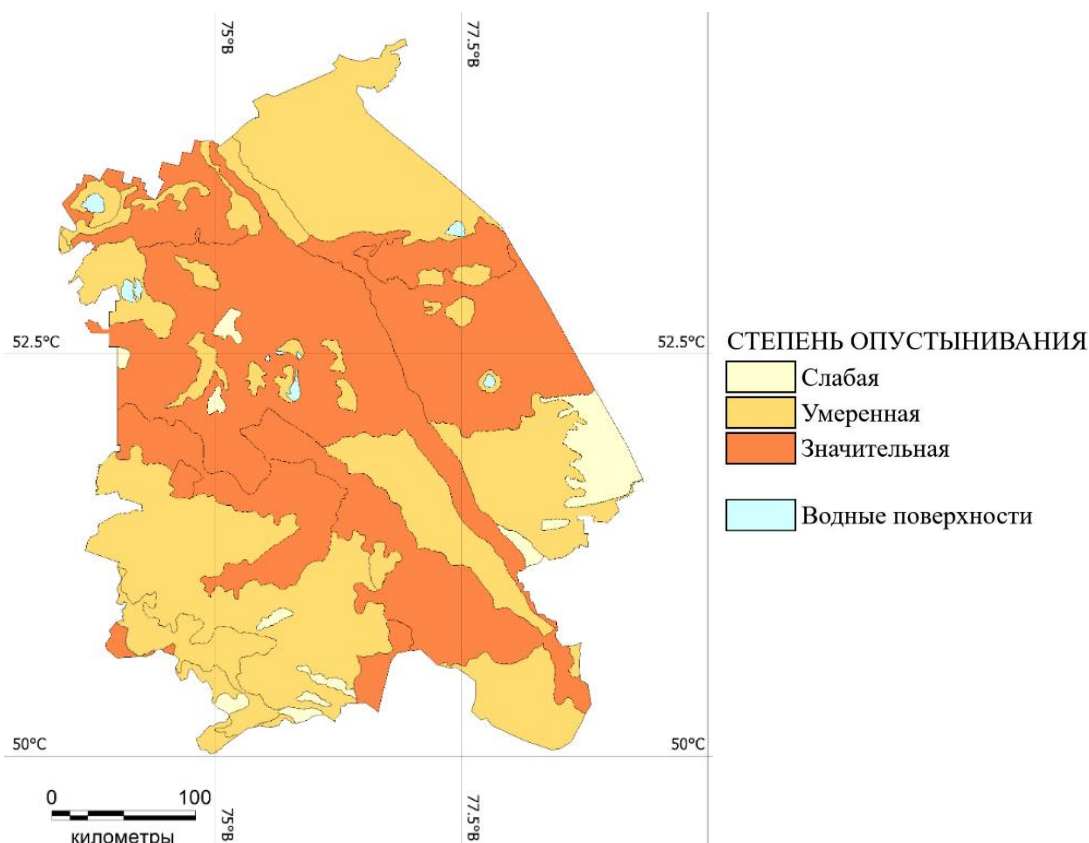 75°В
77.5°В
52.5°С
52.5°С
СТЕПЕНЬ ОПУСТЫНИВАНИЯ
Слабая
Умеренная
Значительная
Водные поверхности
50°С
50°С
0
100
километры
75°В
77.5°В